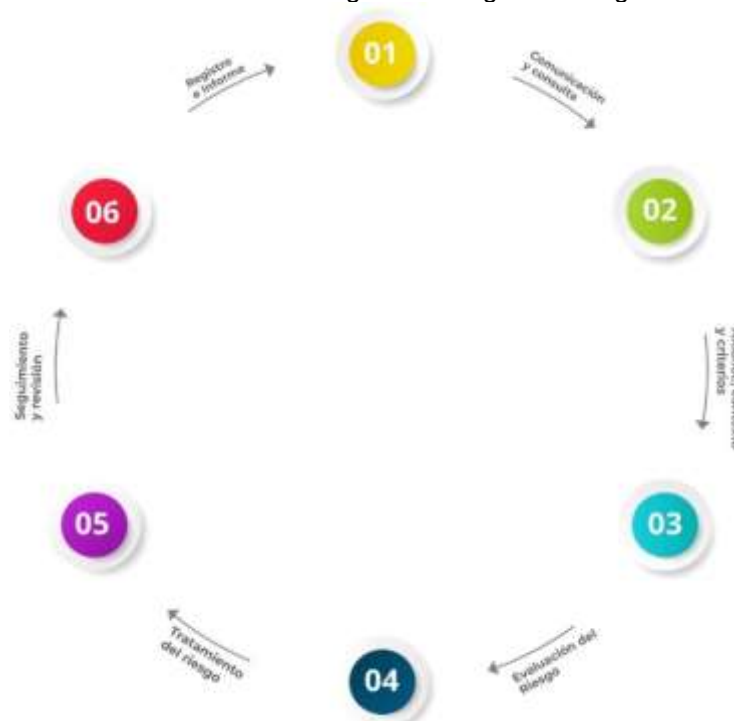 01
Comunicación
y consulta
02
y criterios
03
Evaluación del
Riesgo
04
Tratamiento
del riesgo
05
Seguimiento
y revisión
06
Registro
e informe